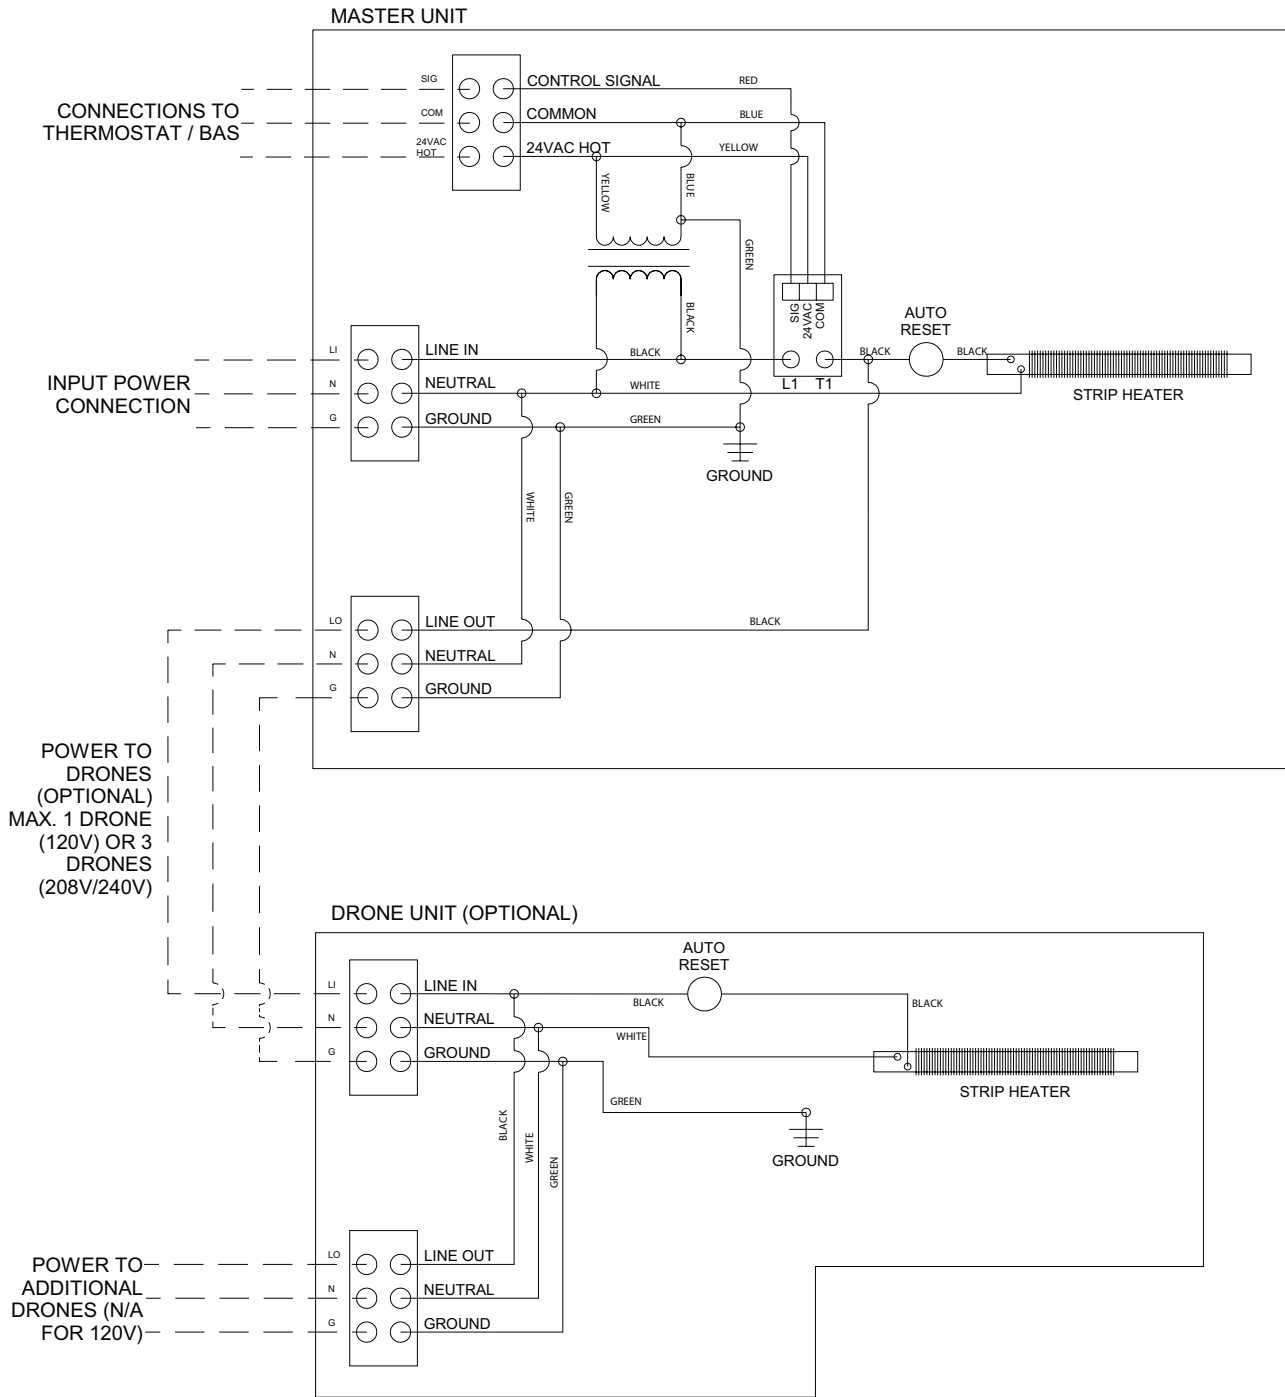 MASTER UNIT
SIG
CONTROL SIGNAL
RED
CONNECTIONS TO
THERMOSTAT / BAS
COM
COMMON
BLUE
24VAC
HOT
24VAC HOT
YELLOW
YELLOW
BLUE
GREEN
BLACK
SIG
24VAC
COM
L1
T1
AUTO
RESET
BLACK
BLACK
STRIP HEATER
INPUT POWER
CONNECTION
LI
LINE IN
BLACK
N
NEUTRAL
WHITE
G
GROUND
GREEN
GROUND
WHITE
GREEN
LO
LINE OUT
BLACK
N
NEUTRAL
G
GROUND
POWER TO
DRONES
(OPTIONAL)
MAX. 1 DRONE
(120V) OR 3
DRONES
(208V/240V)
DRONE UNIT (OPTIONAL)
AUTO
RESET
LI
LINE IN
BLACK
BLACK
N
NEUTRAL
WHITE
G
GROUND
GREEN
STRIP HEATER
GROUND
BLACK
WHITE
GREEN
POWER TO
ADDITIONAL
DRONES (N/A
FOR 120V)
LO
LINE OUT
N
NEUTRAL
G
GROUND